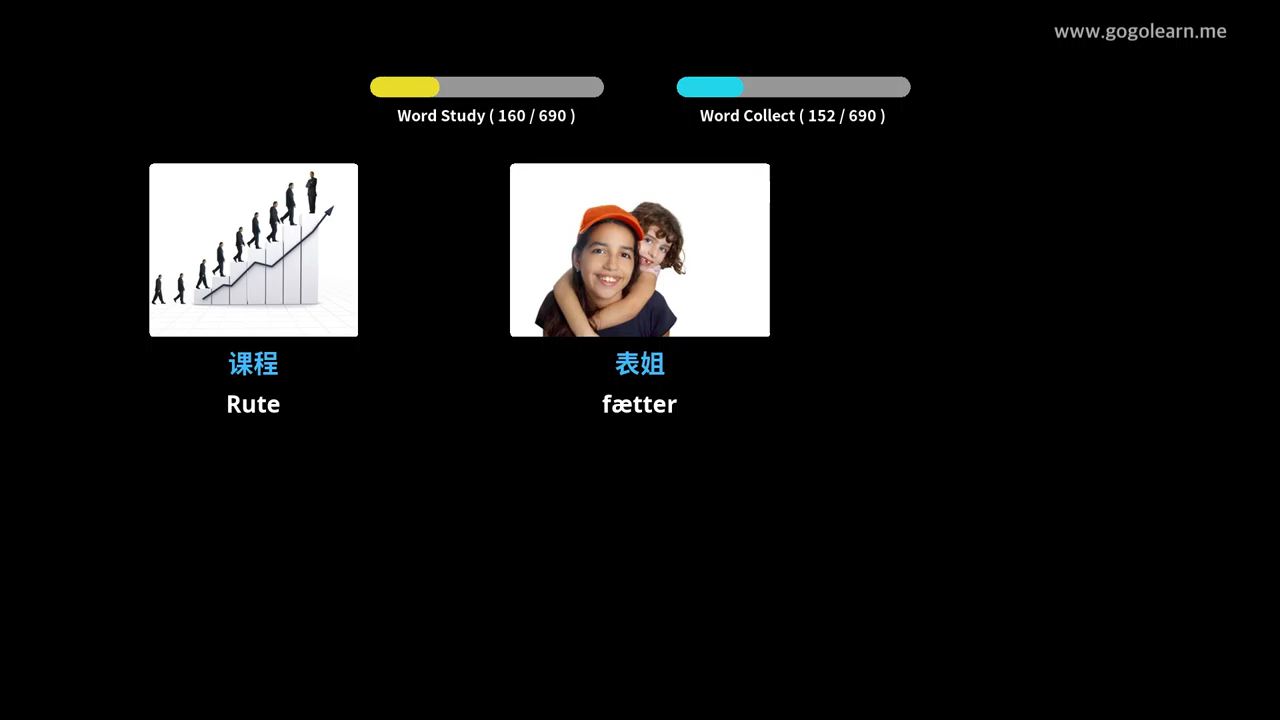 www.gogolearn.me
Word Study ( 160 / 690 )
Word Collect ( 152 / 690 )
课程
表姐
Rute
fætter